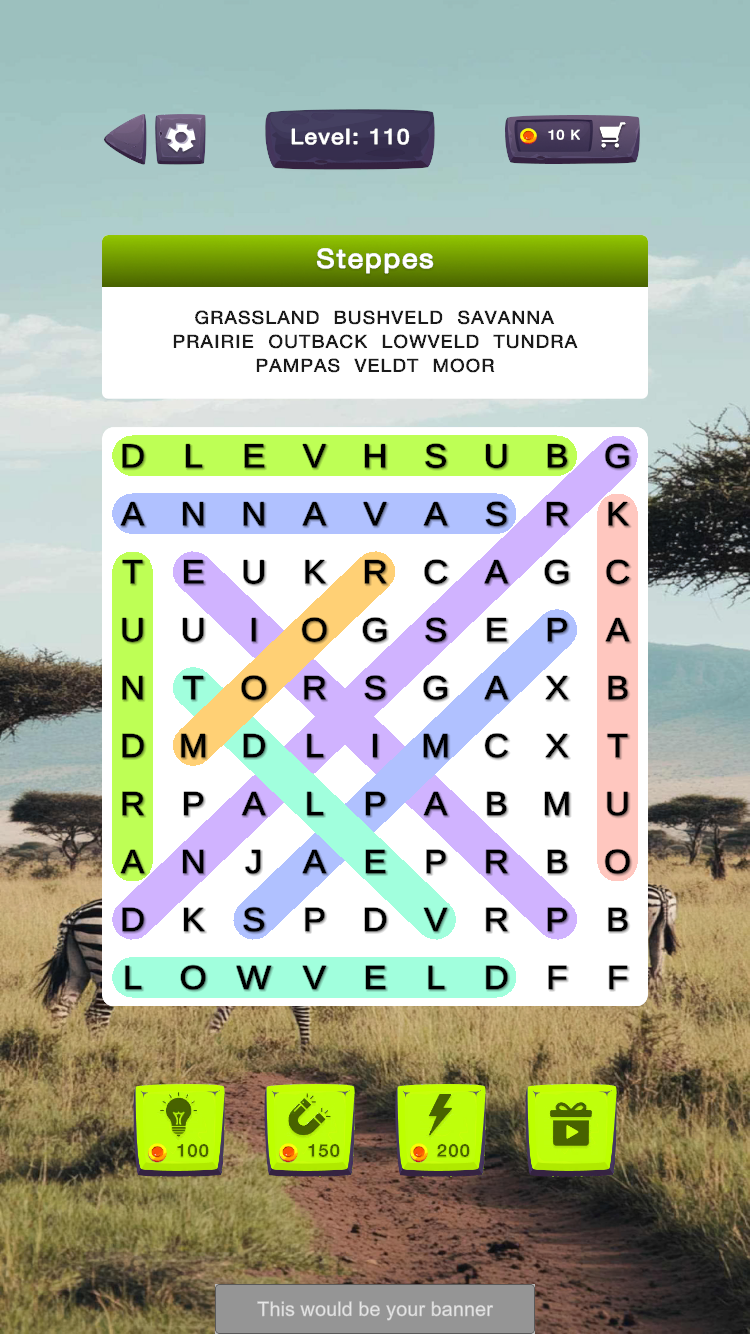 Level: 110
10 K
Steppes
GRASSLAND BUSHVELD SAVANNA
PRAIRIE OUTBACK LOWVELD TUNDRA
PAMPAS VELDT MOOR
D L E V H S U B G
A N N A V A S R K
T E U K R C A G C
U U I O G S E P A
N T O R S G A X B
D M D L I M C X T
R P A L P A B M U
A N J A E P R B O
D K S P D V R P B
L O W V E L D F F
100 150 200
This would be your banner